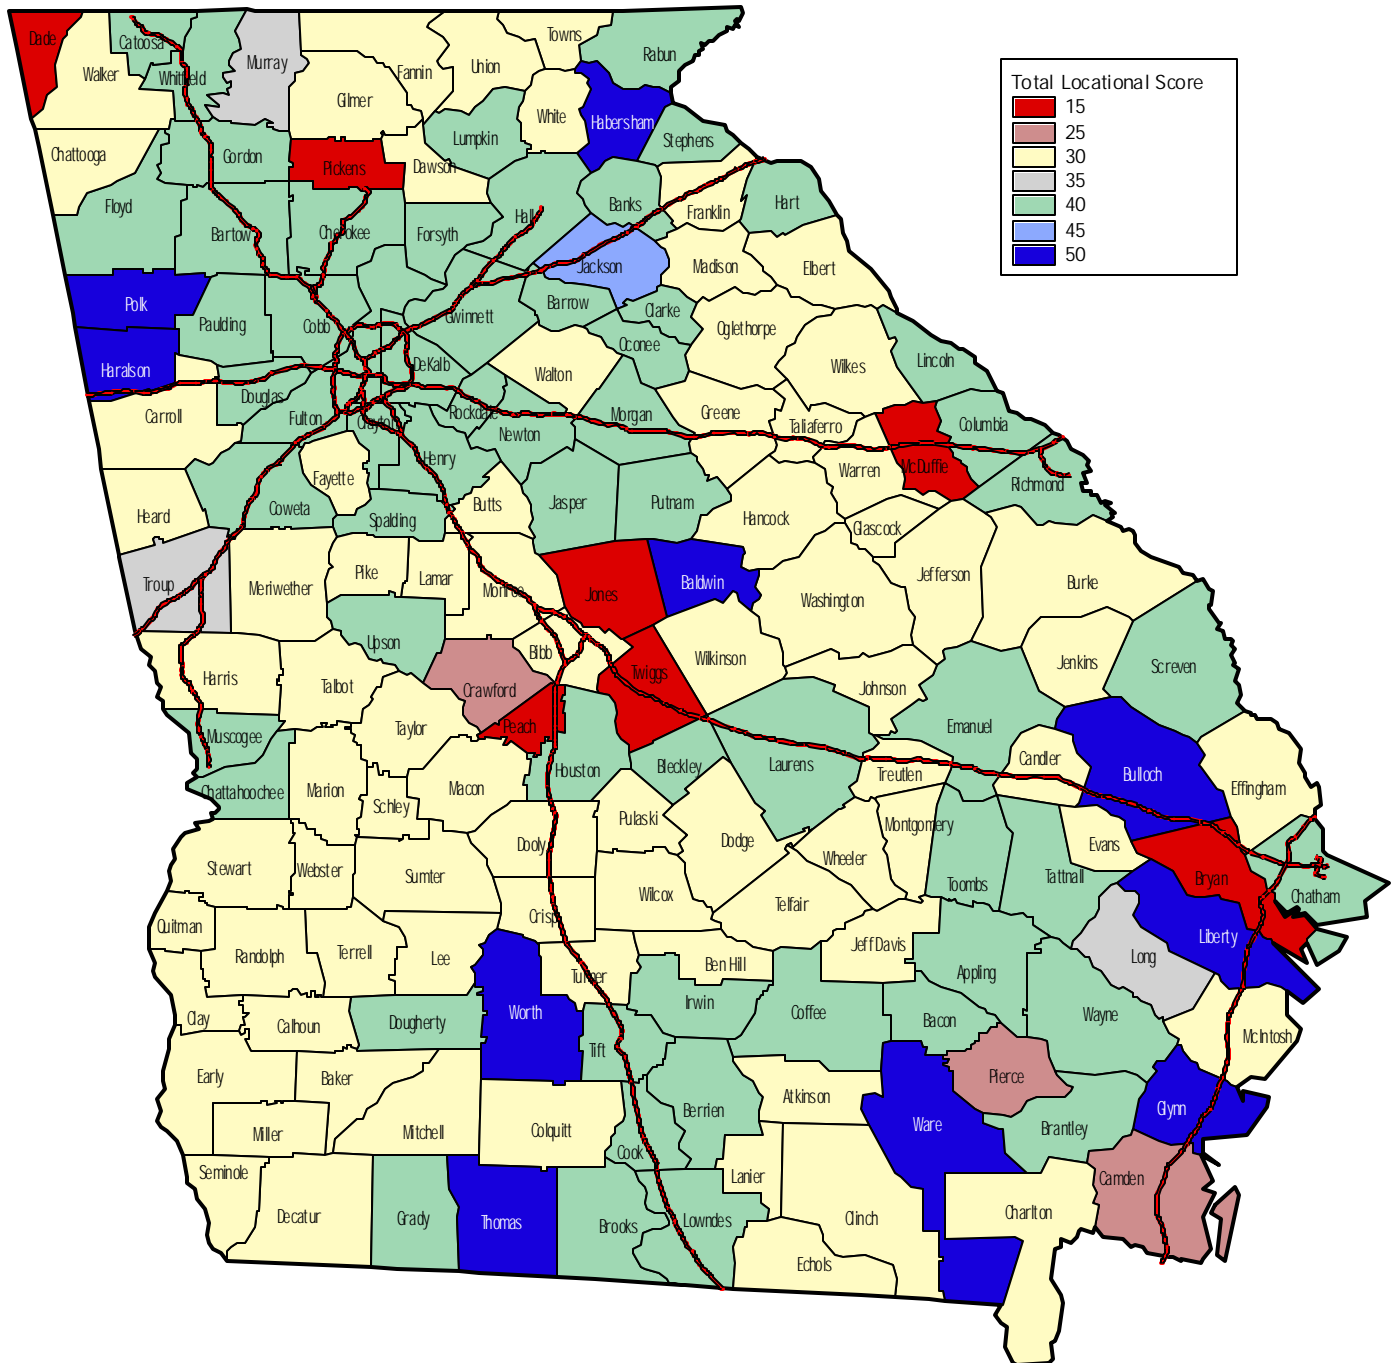 Total Locational Score
15
25
30
35
40
45
50
Dade
Catoosa
Walker
Whitfield
Murray
Fannin
Union
Towns
Rabun
Gilmer
White
Habersham
Lumpkin
Stephens
Chattooga
Gordon
Pickens
Dawson
Floyd
Bartow
Cherokee
Forsyth
Hall
Banks
Franklin
Hart
Jackson
Madison
Elbert
Polk
Paulding
Cobb
Gwinnett
Barrow
Clarke
Oglethorpe
Oconee
Haralson
DeKalb
Walton
Wilkes
Lincoln
Carroll
Douglas
Fulton
Clayton
Rockdale
Newton
Morgan
Greene
Taliaferro
Columbia
Henry
Fayette
Warren
McDuffie
Richmond
Heard
Coweta
Spalding
Butts
Jasper
Putnam
Hancock
Glascock
Troup
Meriwether
Pike
Lamar
Monroe
Jones
Baldwin
Washington
Jefferson
Burke
Upson
Bibb
Twiggs
Wilkinson
Jenkins
Screven
Harris
Talbot
Crawford
Johnson
Taylor
Peach
Emanuel
Muscogee
Chattahoochee
Marion
Schley
Macon
Houston
Bleckley
Laurens
Treutlen
Candler
Bulloch
Effingham
Stewart
Webster
Sumter
Dooly
Pulaski
Dodge
Wheeler
Montgomery
Toombs
Tattnall
Evans
Bryan
Chatham
Quitman
Randolph
Terrell
Lee
Crisp
Wilcox
Telfair
Jeff Davis
Appling
Long
Liberty
Clay
Calhoun
Dougherty
Worth
Turner
Ben Hill
Irwin
Coffee
Bacon
Wayne
McIntosh
Early
Baker
Tift
Pierce
Miller
Mitchell
Colquitt
Berrien
Atkinson
Ware
Brantley
Glynn
Seminole
Cook
Lanier
Camden
Decatur
Grady
Thomas
Brooks
Lowndes
Clinch
Charlton
Echols